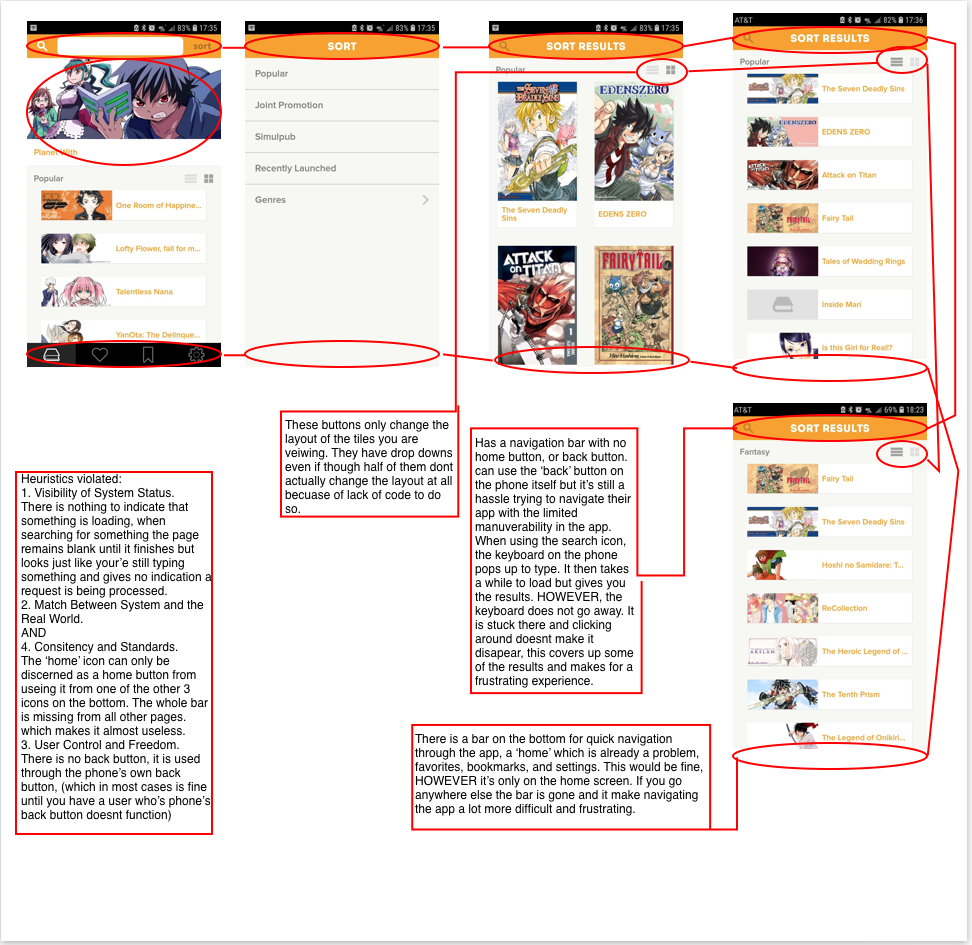 83% 17:35
sort
Planet With
Popular
One Room of Happine...
Lofty Flower, fall for m...
Talentless Nana
YanOta: The Delinque...
83% 17:35
SORT
Popular
Joint Promotion
Simulpub
Recently Launched
Genres
83% 17:35
SORT RESULTS
Popular
THE SEVEN DEADLY SINS
EDENSZERO
The Seven Deadly
Sins
EDENS ZERO
ATTACK
on TITAN
1
FAIRY TAIL
Hiro Mashima
AT&T 82% 17:36
SORT RESULTS
Popular
The Seven Deadly Sins
EDENS ZERO
Attack on Titan
Fairy Tail
Tales of Wedding Rings
Inside Mari
Is this Girl for Real!?
AT&T 69% 18:23
SORT RESULTS
Fantasy
Fairy Tail
The Seven Deadly Sins
Hoshi no Samidare: T...
ReCollection
The Heroic Legend of ...
The Tenth Prism
The Legend of Onikiri...
These buttons only change the
layout of the tiles you are
veiwing. They have drop downs
even if though half of them dont
actually change the layout at all
becuase of lack of code to do
so.
Has a navigation bar with no
home button, or back button.
can use the ‘back’ button on
the phone itself but it’s still a
hassle trying to navigate their
app with the limited
manuverability in the app.
When using the search icon,
the keyboard on the phone
pops up to type. It then takes
a while to load but gives you
the results. HOWEVER, the
keyboard does not go away. It
is stuck there and clicking
around doesnt make it
disapear, this covers up some
of the results and makes for a
frustrating experience.
Heuristics violated:
1. Visibility of System Status.
There is nothing to indicate that
something is loading, when
searching for something the page
remains blank until it finishes but
looks just like your’e still typing
something and gives no indication a
request is being processed.
2. Match Between System and the
Real World.
AND
4. Consitency and Standards.
The ‘home’ icon can only be
discerned as a home button from
useing it from one of the other 3
icons on the bottom. The whole bar
is missing from all other pages.
which makes it almost useless.
3. User Control and Freedom.
There is no back button, it is used
through the phone’s own back
button, (which in most cases is fine
until you have a user who’s phone’s
back button doesnt function)
There is a bar on the bottom for quick navigation
through the app, a ‘home’ which is already a problem,
favorites, bookmarks, and settings. This would be fine,
HOWEVER it’s only on the home screen. If you go
anywhere else the bar is gone and it make navigating
the app a lot more difficult and frustrating.